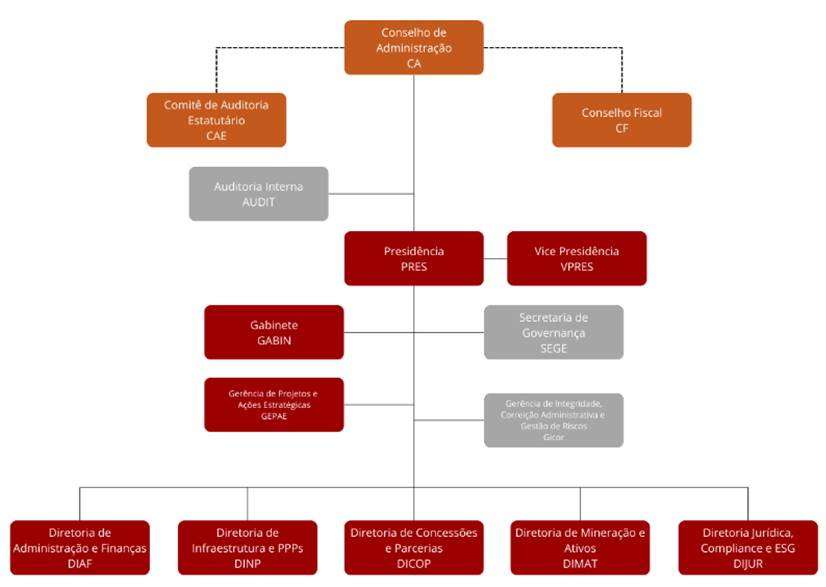 Conselho de
Administração
CA
Comitê de Auditoria
Estatutário
CAE
Conselho Fiscal
CF
Auditoria Interna
AUDIT
Presidência
PRES
Vice Presidência
VPRES
Gabinete
GABIN
Secretaria de
Governança
SEGE
Gerência de Projetos e
Ações Estratégicas
GEPAE
Gerência de Integridade,
Correição Administrativa e
Gestão de Riscos
Gicor
Diretoria de
Administração e Finanças
DIAF
Diretoria de
Infraestrutura e PPPs
DINP
Diretoria de Concessões
e Parcerias
DICOP
Diretoria de Mineração e
Ativos
DIMAT
Diretoria Jurídica,
Compliance e ESG
DIJUR